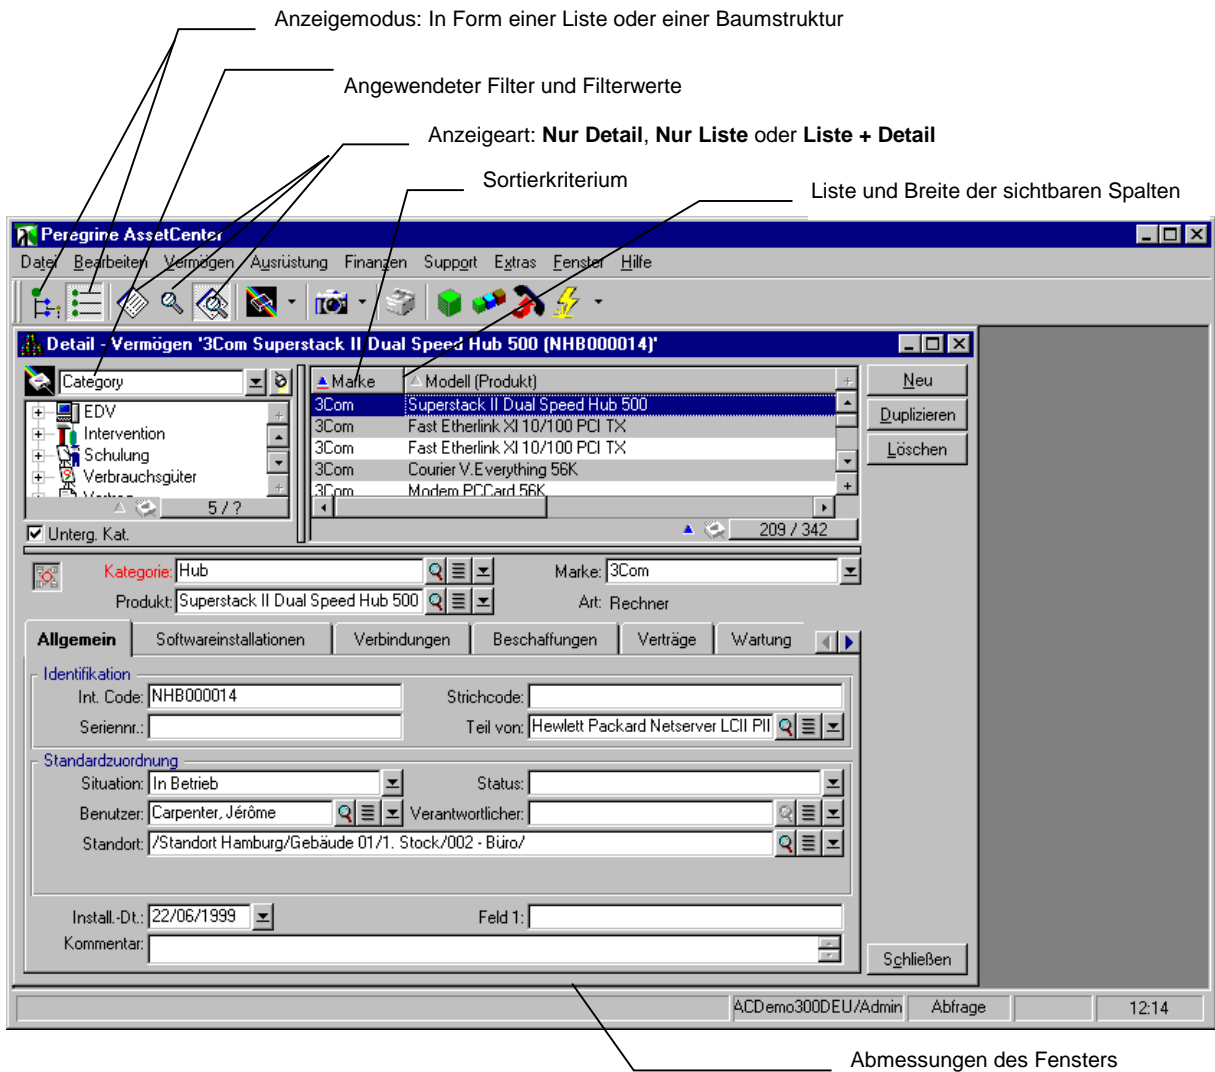 Anzeigemodus: In Form einer Liste oder einer Baumstruktur
Angewendeter Filter und Filterwerte
Anzeigeart: Nur Detail, Nur Liste oder Liste + Detail
Sortierkriterium
Liste und Breite der sichtbaren Spalten
Peregrine AssetCenter
Datei Bearbeiten Vermögen Ausrüstung Finanzen Support Extras Fenster Hilfe
Detail - Vermögen '3Com Superstack II Dual Speed Hub 500 (NHB000014)'
Category
EDV
Intervention
Schulung
Verbrauchsgüter
Vertrag
5 / ?
Unterg. Kat.
Marke Modell (Produkt)
3Com Superstack II Dual Speed Hub 500
3Com Fast Etherlink XI 10/100 PCI TX
3Com Fast Etherlink XI 10/100 PCI TX
3Com Courier V.Everything 56K
3Com Modem PCCard 56K
209 / 342
Neu
Duplizieren
Löschen
Kategorie: Hub
Marke: 3Com
Produkt: Superstack II Dual Speed Hub 500
Art: Rechner
Allgemein Softwareinstallationen Verbindungen Beschaffungen Verträge Wartung
Identifikation
Int. Code: NHB000014
Strichcode:
Seriennr.:
Teil von: Hewlett Packard Netserver LCII PII
Standardzuordnung
Situation: In Betrieb
Status:
Benutzer: Carpenter, Jérôme
Verantwortlicher:
Standort: /Standort Hamburg/Gebäude 01/1. Stock/002 - Büro/
Install.-Dt.: 22/06/1999
Feld 1:
Kommentar:
Schließen
ACDemo300DEU/Admin Abfrage 12:14
Abmessungen des Fensters